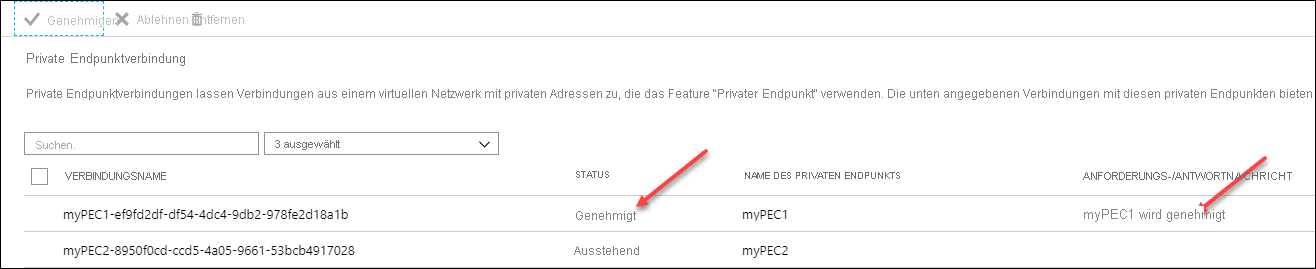 Genehmigen Ablehnen Entfernen
Private Endpunktverbindung
Private Endpunktverbindungen lassen Verbindungen aus einem virtuellen Netzwerk mit privaten Adressen zu, die das Feature "Privater Endpunkt" verwenden. Die unten angegebenen Verbindungen mit diesen privaten Endpunkten bieten
Suchen. 3 ausgewählt
VERBINDUNGSNAME STATUS NAME DES PRIVATEN ENDPUNKTS ANFORDERUNGS-/ANTWORTNACHRICHT
myPEC1-ef9fd2df-df54-4dc4-9db2-978fe2d18a1b Genehmigt myPEC1 myPEC1 wird genehmigt
myPEC2-8950f0cd-ccd5-4a05-9661-53bcb4917028 Ausstehend myPEC2